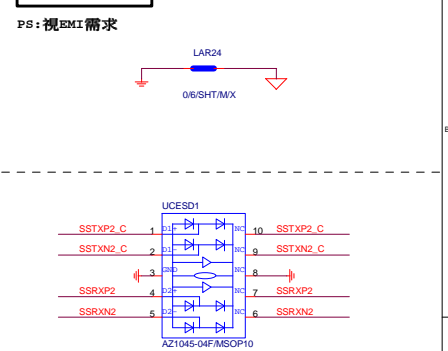 PS:視EMI需求
LAR24
0/6/SHT/M/X
UCESD1
SSTXP2_C 1 D1+ NC 10 SSTXP2_C
SSTXN2_C 2 D1- NC 9 SSTXN2_C
3 GND NC 8
SSRXP2 4 D2+ NC 7 SSRXP2
SSRXN2 5 D2- NC 6 SSRXN2
AZ1045-04F/MSOP10